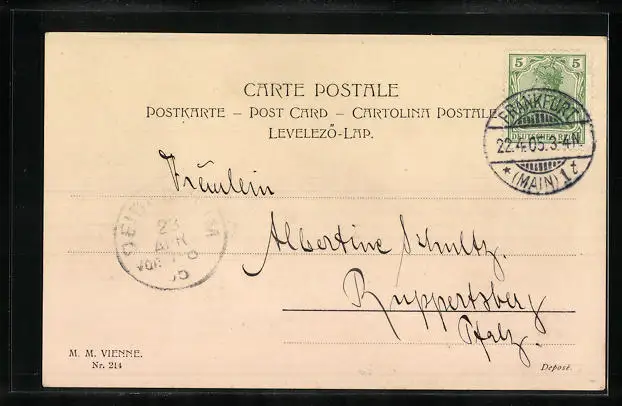 CARTE POSTALE
POSTKARTE – POST CARD – CARTOLINA POSTALE
LEVELEZŐ-LAP.
5 5
DEUTSCHES REICH
FRANKFURT
22.4.05.3-4N.
* (MAIN) 1 t
Fräulein
23
APR
VOR
05
Albertine Schultz.
Ruppertsberg
Pfalz.
M. M. VIENNE.
Nr. 214
Deposé.